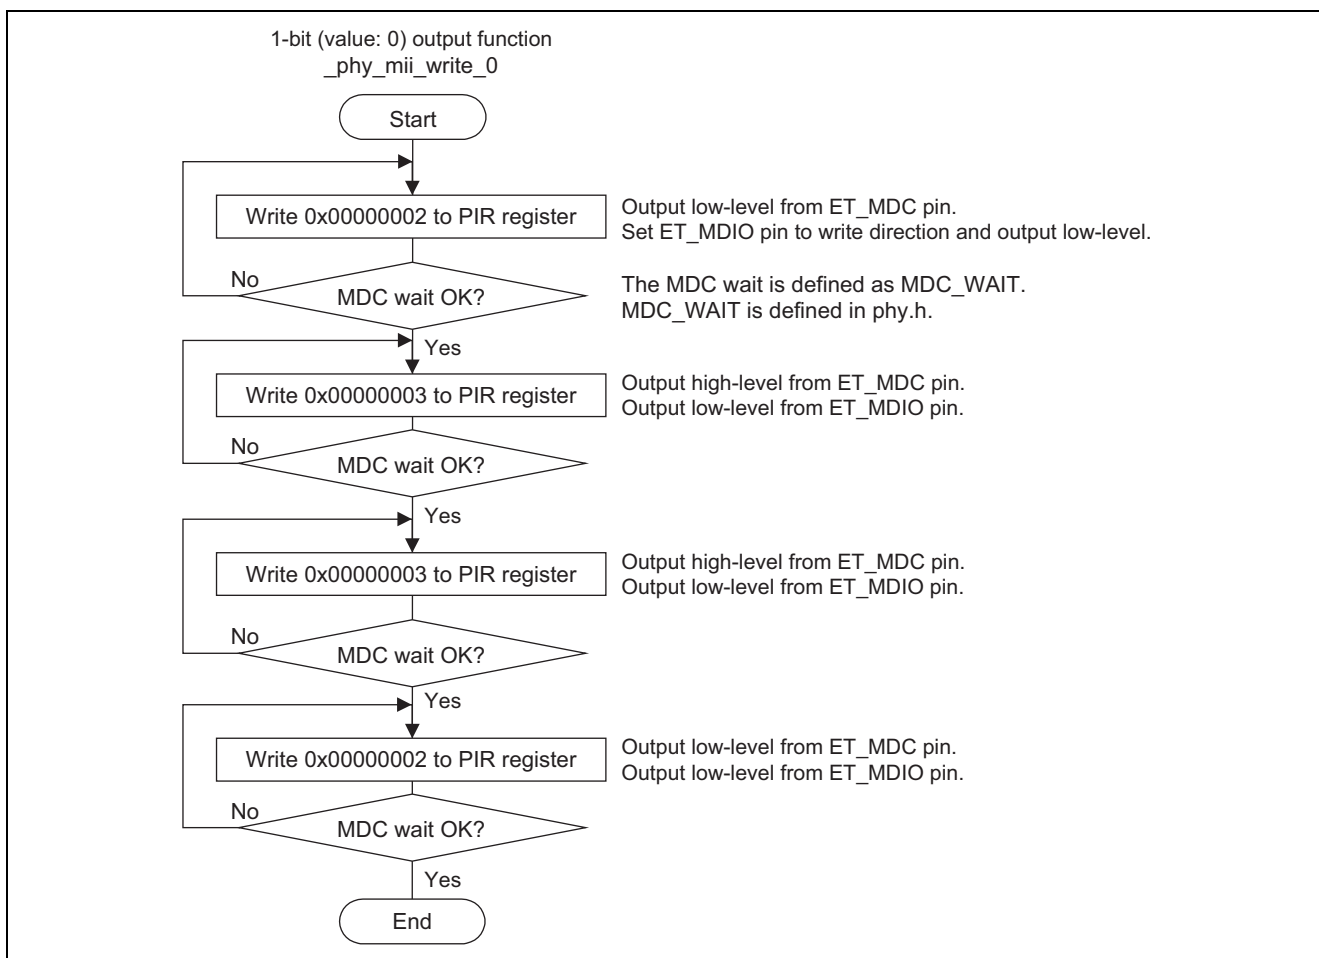 1-bit (value: 0) output function
_phy_mii_write_0
Start
Write 0x00000002 to PIR register
Output low-level from ET_MDC pin.
Set ET_MDIO pin to write direction and output low-level.
No
MDC wait OK?
The MDC wait is defined as MDC_WAIT.
MDC_WAIT is defined in phy.h.
Yes
Write 0x00000003 to PIR register
Output high-level from ET_MDC pin.
Output low-level from ET_MDIO pin.
No
MDC wait OK?
Yes
Write 0x00000003 to PIR register
Output high-level from ET_MDC pin.
Output low-level from ET_MDIO pin.
No
MDC wait OK?
Yes
Write 0x00000002 to PIR register
Output low-level from ET_MDC pin.
Output low-level from ET_MDIO pin.
No
MDC wait OK?
Yes
End